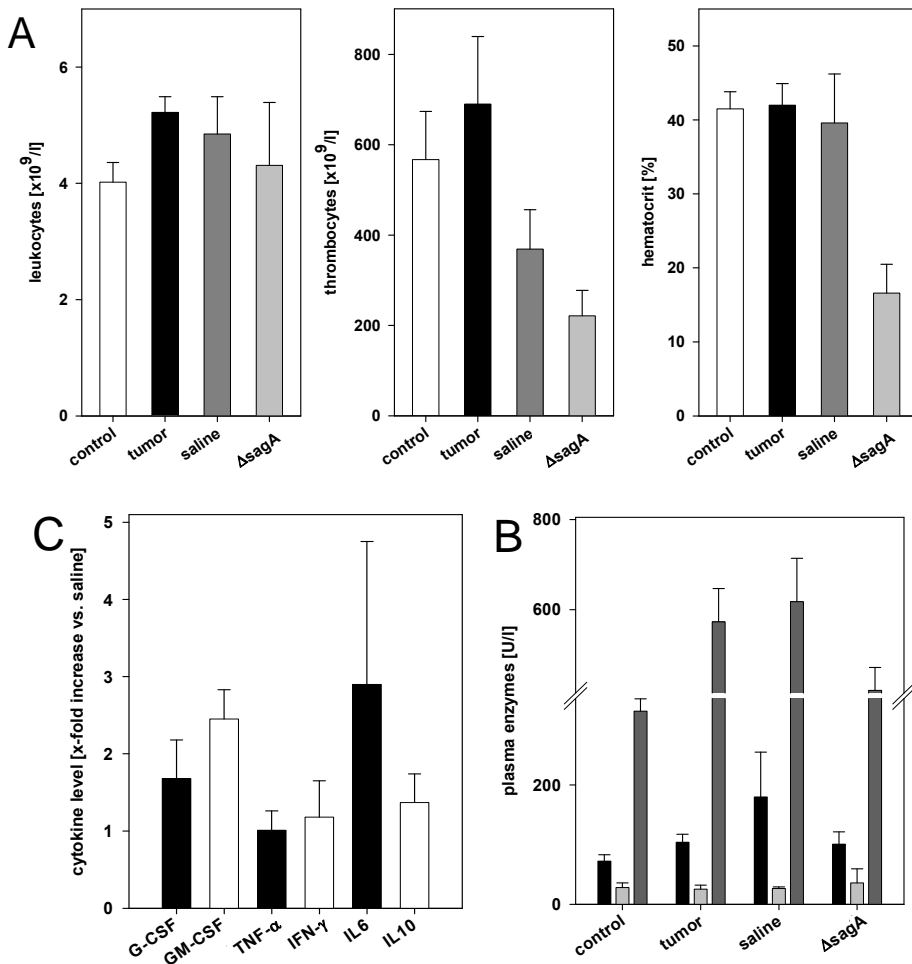 A
leukocytes [x10⁹/l]
6
4
2
0
control
tumor
saline
ΔsagA
thrombocytes [x10⁹/l]
800
600
400
200
0
control
tumor
saline
ΔsagA
hematocrit [%]
50
40
30
20
10
0
control
tumor
saline
ΔsagA
C
cytokine level [x-fold increase vs. saline]
5
4
3
2
1
0
G-CSF
GM-CSF
TNF-α
IFN-γ
IL6
IL10
B
plasma enzymes [U/l]
800
600
200
0
control
tumor
saline
ΔsagA